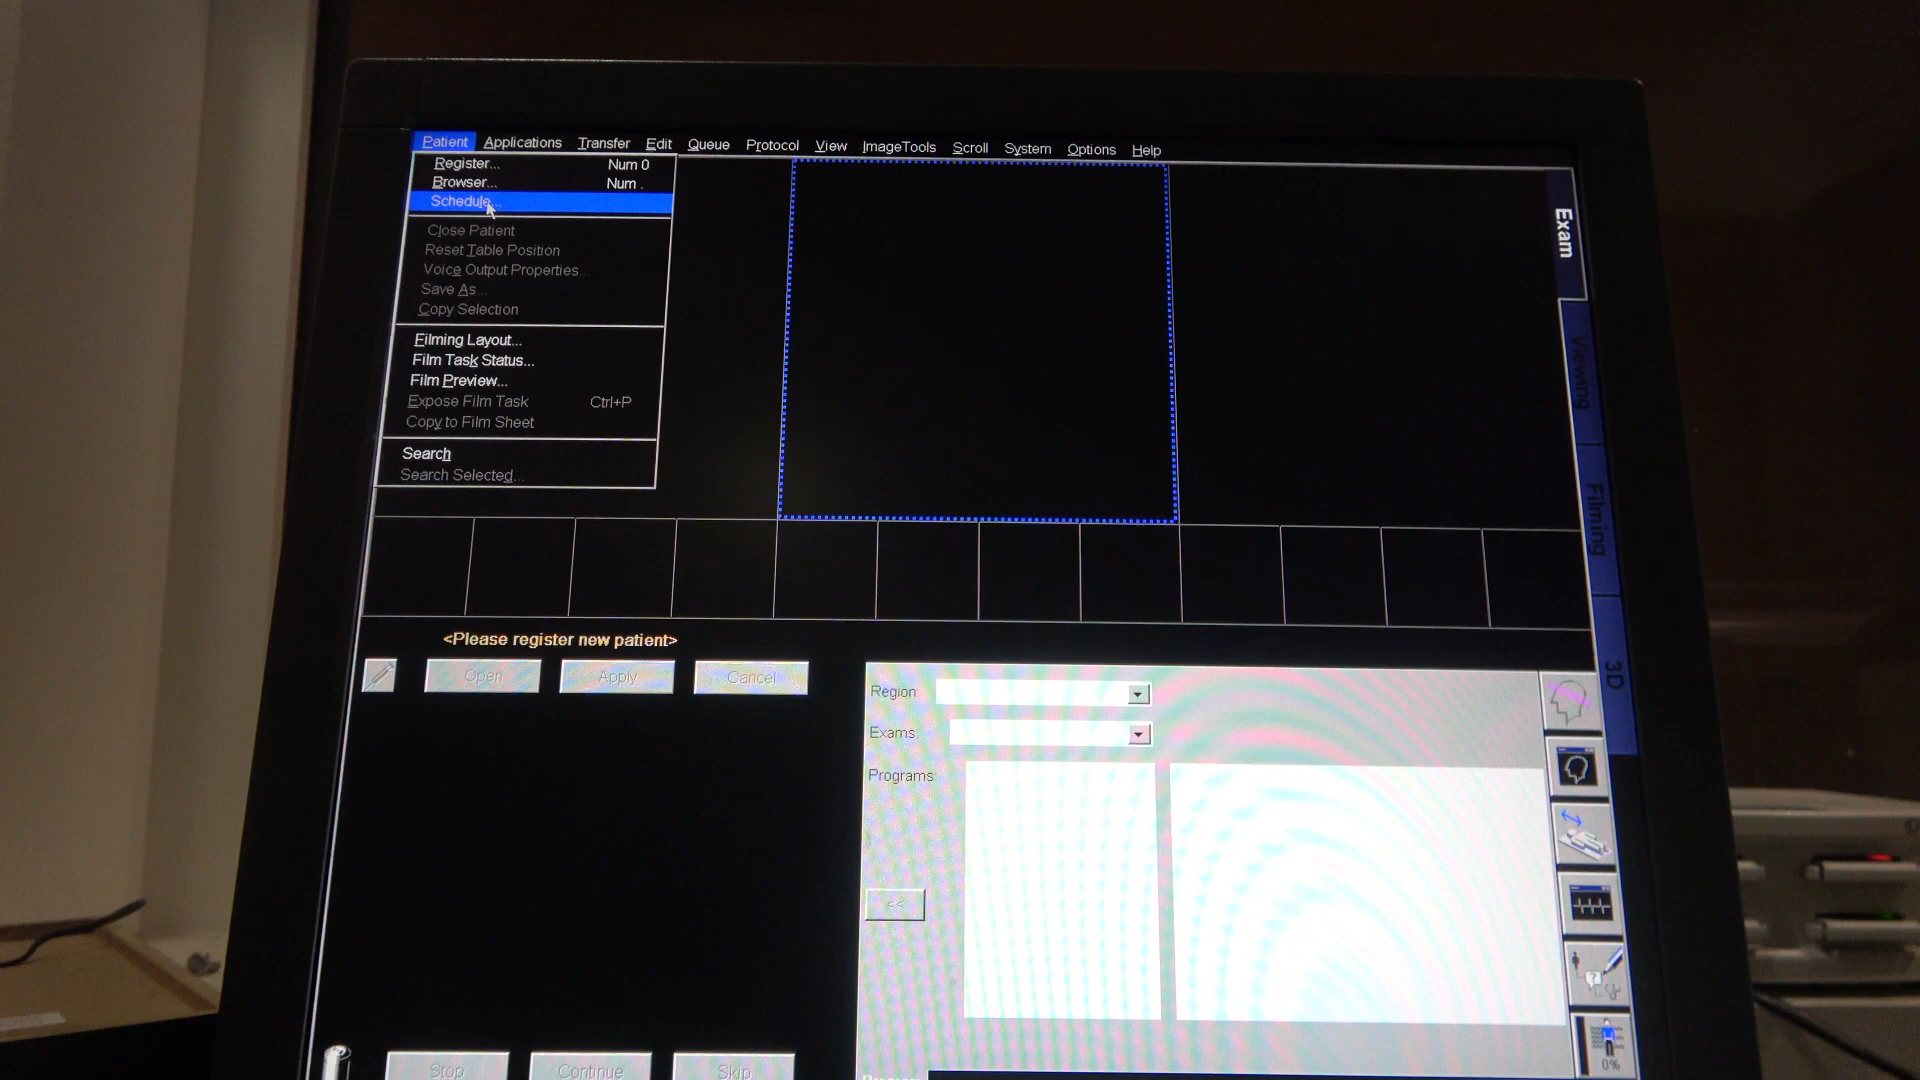 Patient Applications Transfer Edit Queue Protocol View ImageTools Scroll System Options Help
Register... Num 0
Browser... Num .
Schedule...
Close Patient
Reset Table Position
Voice Output Properties...
Save As...
Copy Selection
Filming Layout...
Film Task Status...
Film Preview...
Expose Film Task Ctrl+P
Copy to Film Sheet
Search
Search Selected...
Exam
Viewing
Filming
3D
<Please register new patient>
Open Apply Cancel
Region
Exams
Programs
<<
0%
Stop Continue Skip